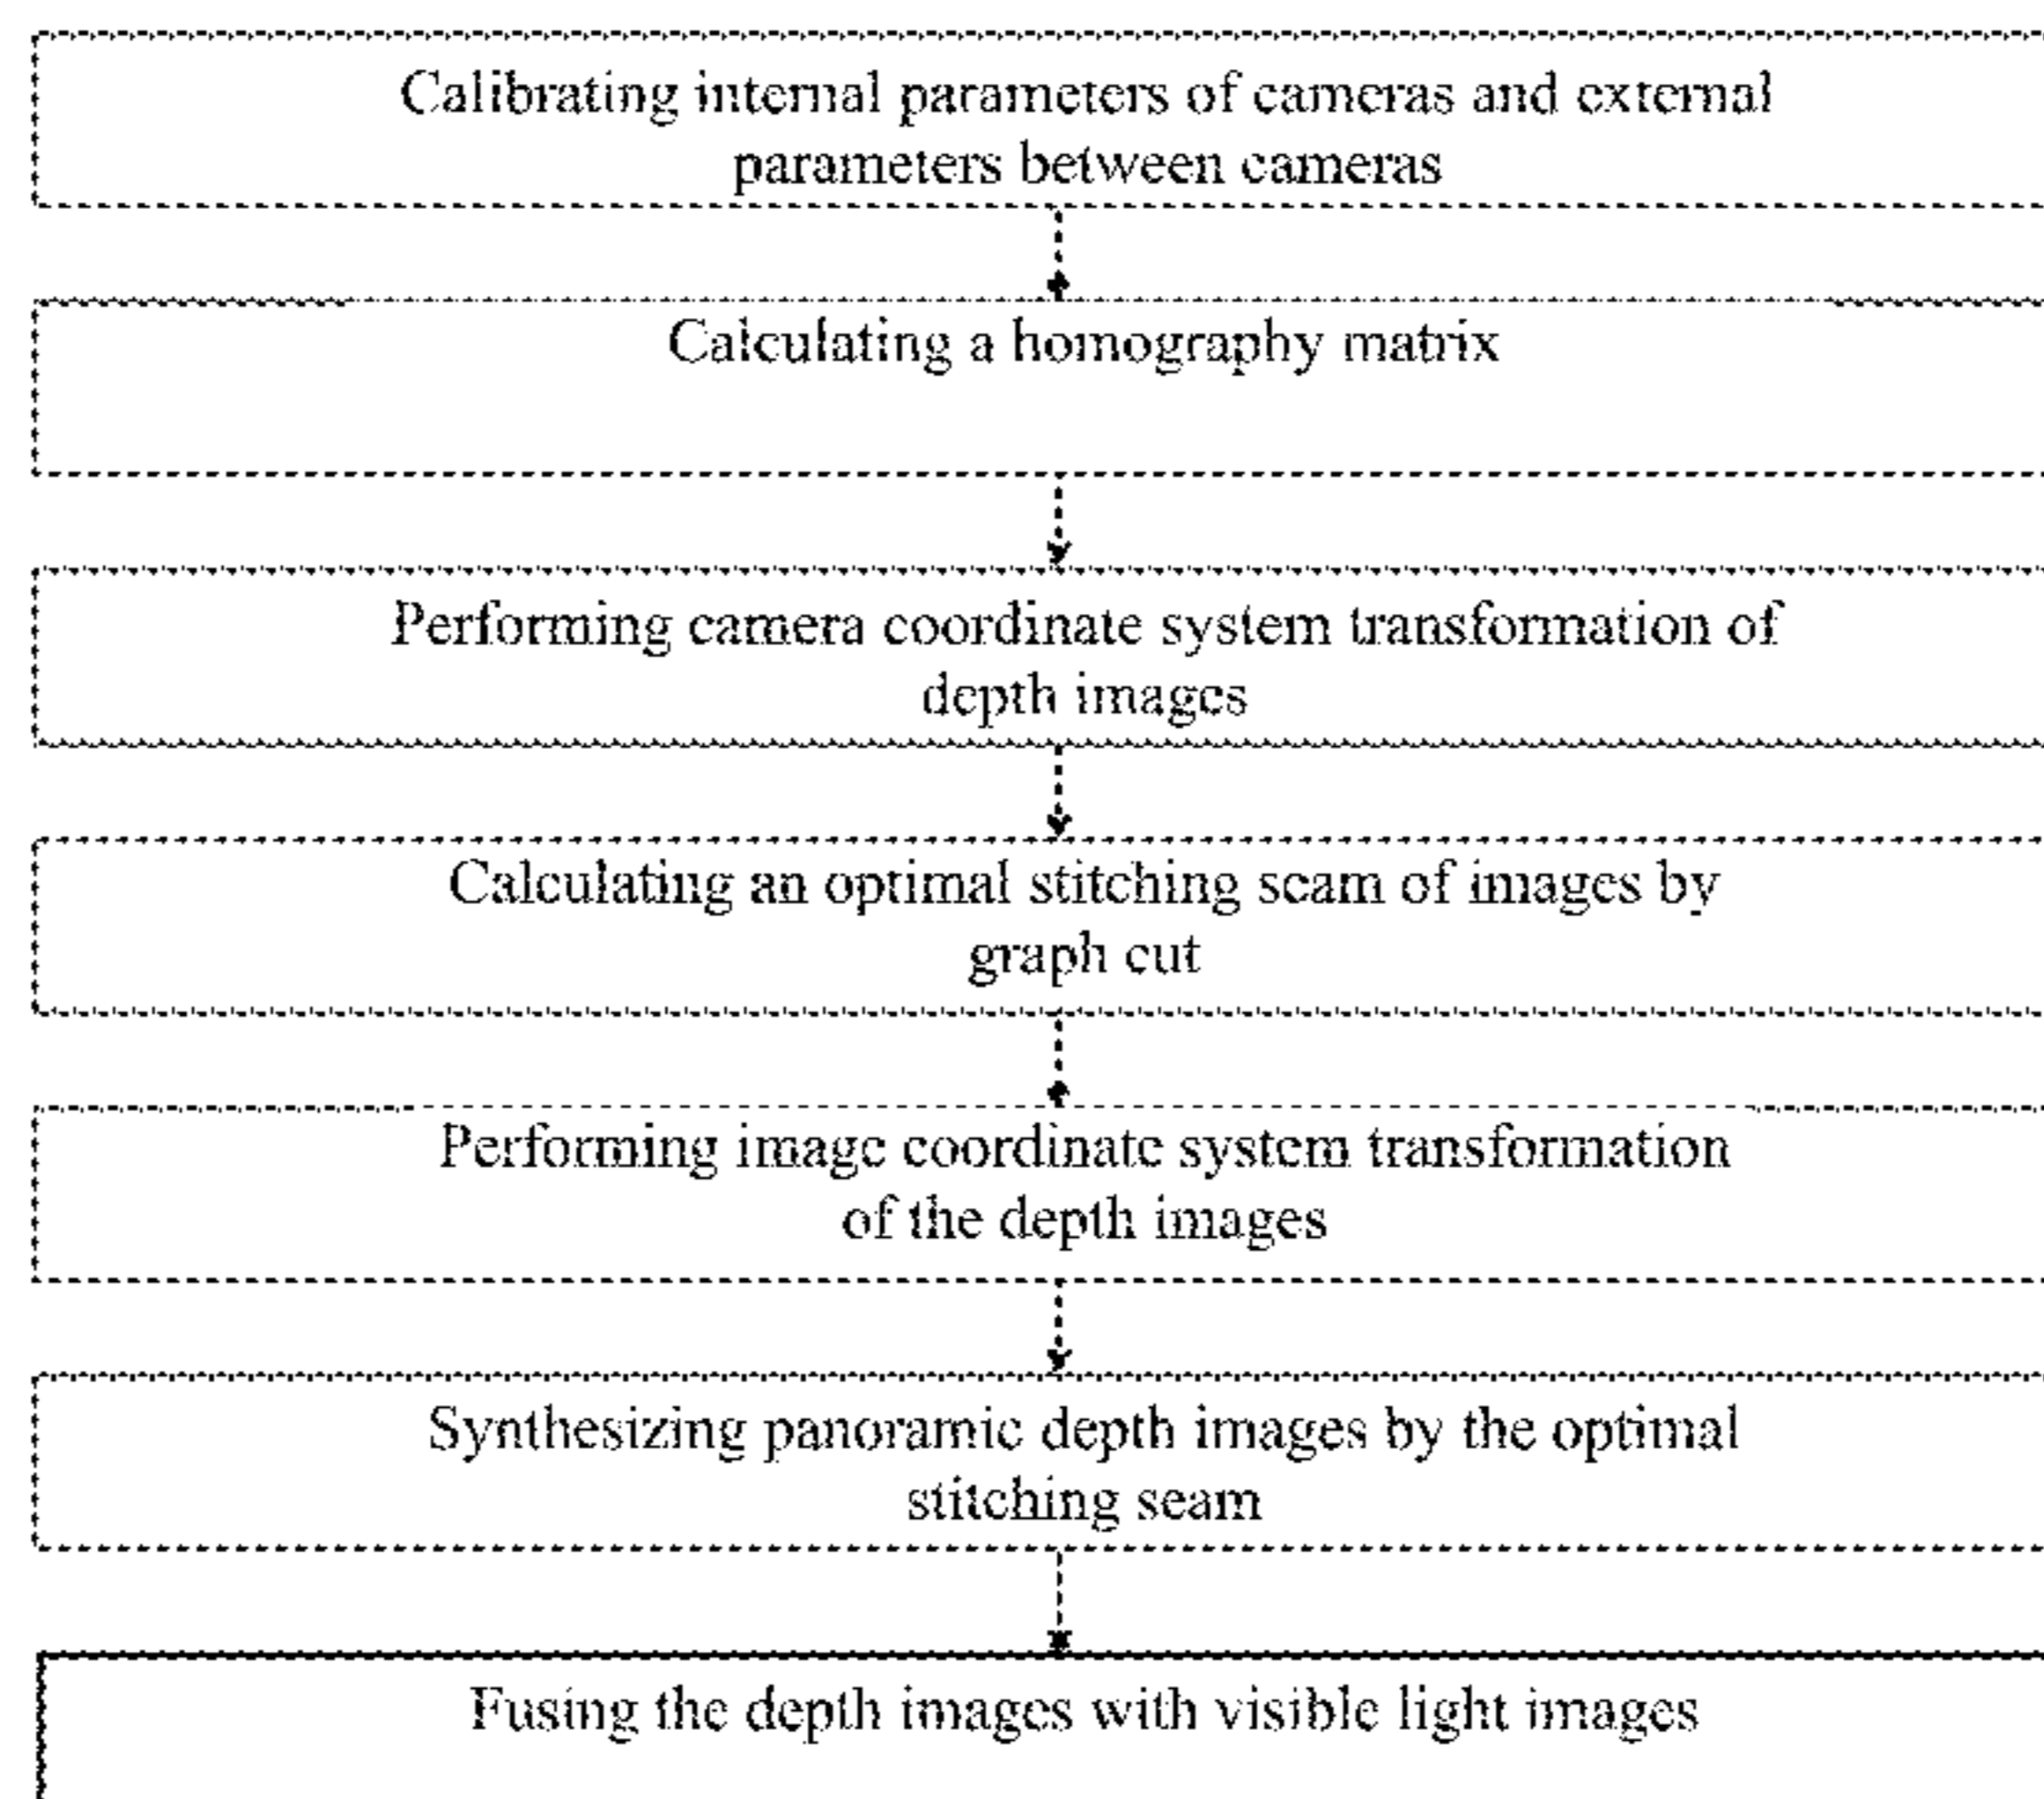 Calibrating internal parameters of cameras and external
parameters between cameras
Calculating a homography matrix
Performing camera coordinate system transformation of
depth images
Calculating an optimal stitching seam of images by
graph cut
Performing image coordinate system transformation
of the depth images
Synthesizing panoramic depth images by the optimal
stitching seam
Fusing the depth images with visible light images